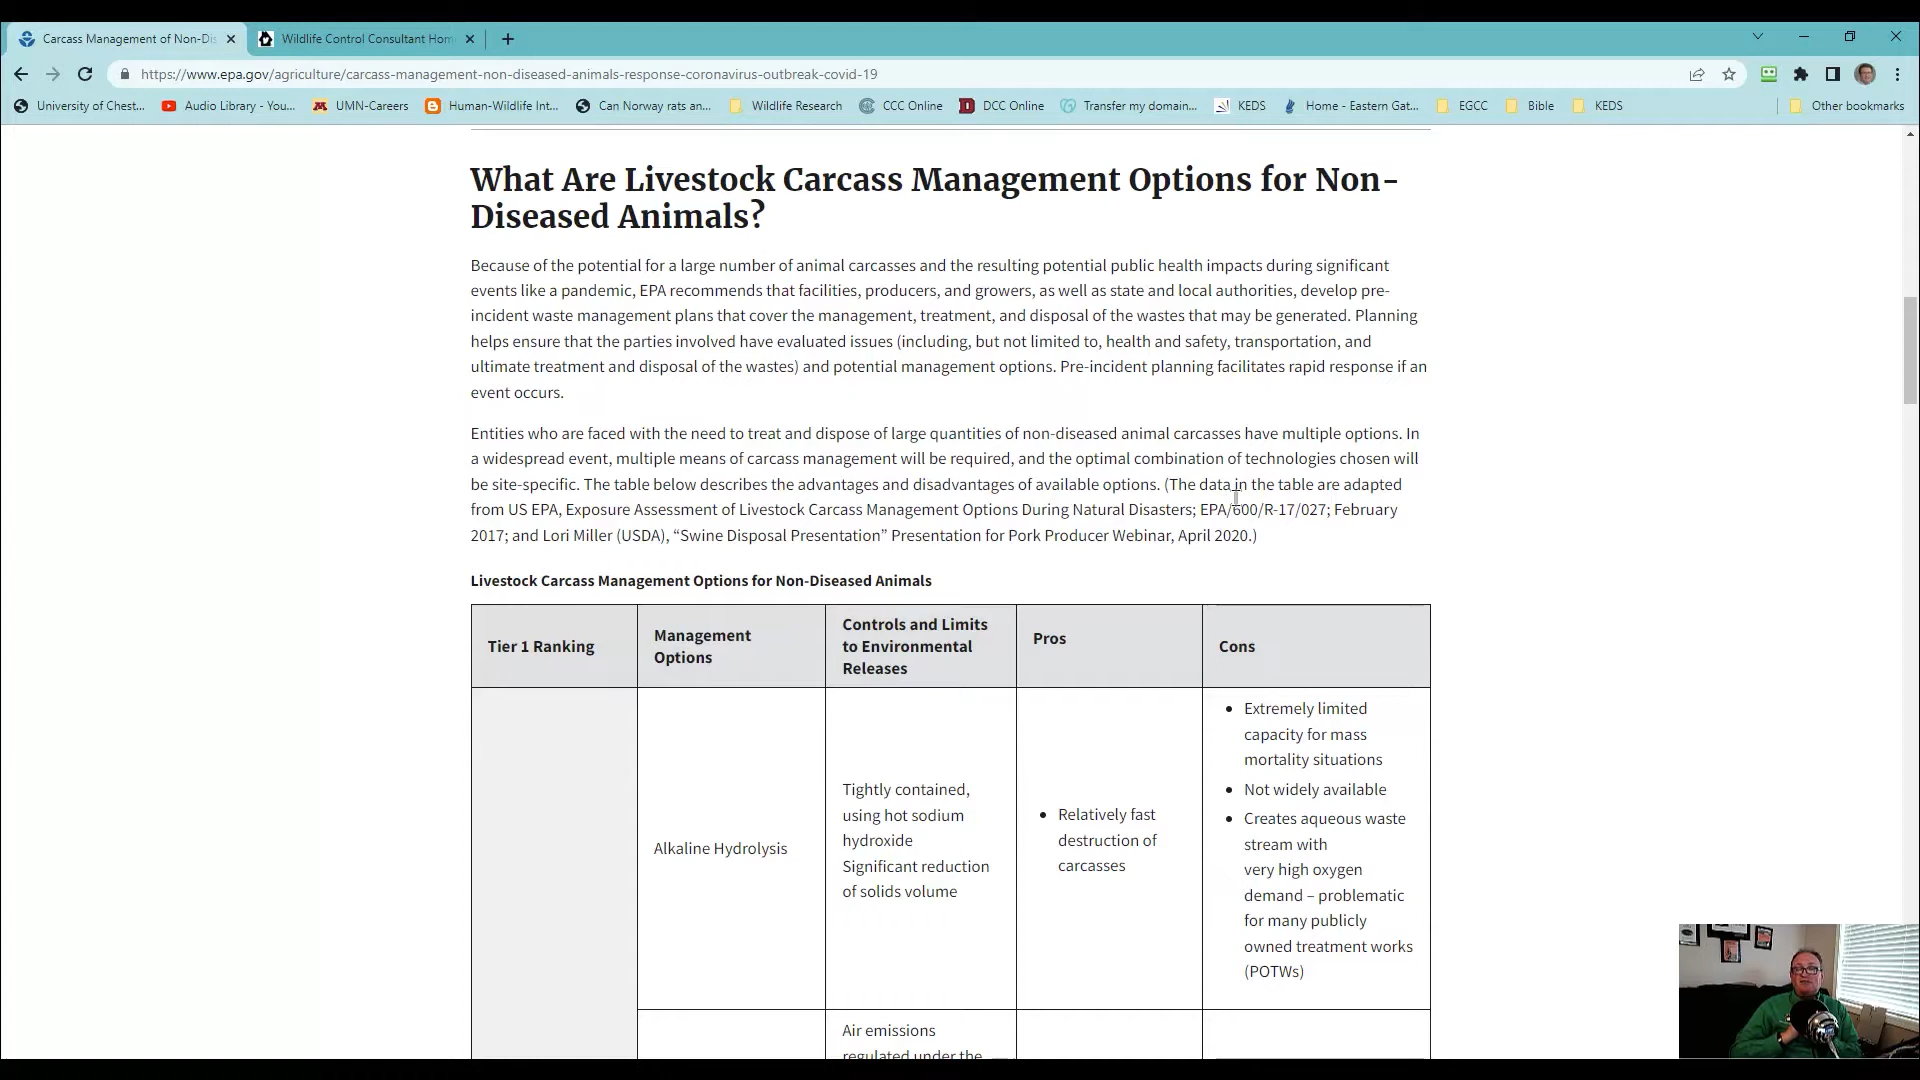 Carcass Management of Non-Dis
Wildlife Control Consultant Hom
https://www.epa.gov/agriculture/carcass-management-non-diseased-animals-response-coronavirus-outbreak-covid-19
University of Chest...
Audio Library - You...
UMN-Careers
Human-Wildlife Int...
Can Norway rats an...
Wildlife Research
CCC Online
DCC Online
Transfer my domain...
KEDS
Home - Eastern Gat...
EGCC
Bible
KEDS
Other bookmarks
What Are Livestock Carcass Management Options for Non-
Diseased Animals?
Because of the potential for a large number of animal carcasses and the resulting potential public health impacts during significant
events like a pandemic, EPA recommends that facilities, producers, and growers, as well as state and local authorities, develop pre-
incident waste management plans that cover the management, treatment, and disposal of the wastes that may be generated. Planning
helps ensure that the parties involved have evaluated issues (including, but not limited to, health and safety, transportation, and
ultimate treatment and disposal of the wastes) and potential management options. Pre-incident planning facilitates rapid response if an
event occurs.
Entities who are faced with the need to treat and dispose of large quantities of non-diseased animal carcasses have multiple options. In
a widespread event, multiple means of carcass management will be required, and the optimal combination of technologies chosen will
be site-specific. The table below describes the advantages and disadvantages of available options. (The data in the table are adapted
from US EPA, Exposure Assessment of Livestock Carcass Management Options During Natural Disasters; EPA/600/R-17/027; February
2017; and Lori Miller (USDA), “Swine Disposal Presentation” Presentation for Pork Producer Webinar, April 2020.)
Livestock Carcass Management Options for Non-Diseased Animals
Tier 1 Ranking
Management
Options
Controls and Limits
to Environmental
Releases
Pros
Cons
Alkaline Hydrolysis
Tightly contained,
using hot sodium
hydroxide
Significant reduction
of solids volume
• Relatively fast
destruction of
carcasses
• Extremely limited
capacity for mass
mortality situations
• Not widely available
• Creates aqueous waste
stream with
very high oxygen
demand – problematic
for many publicly
owned treatment works
(POTWs)
Air emissions
regulated under the